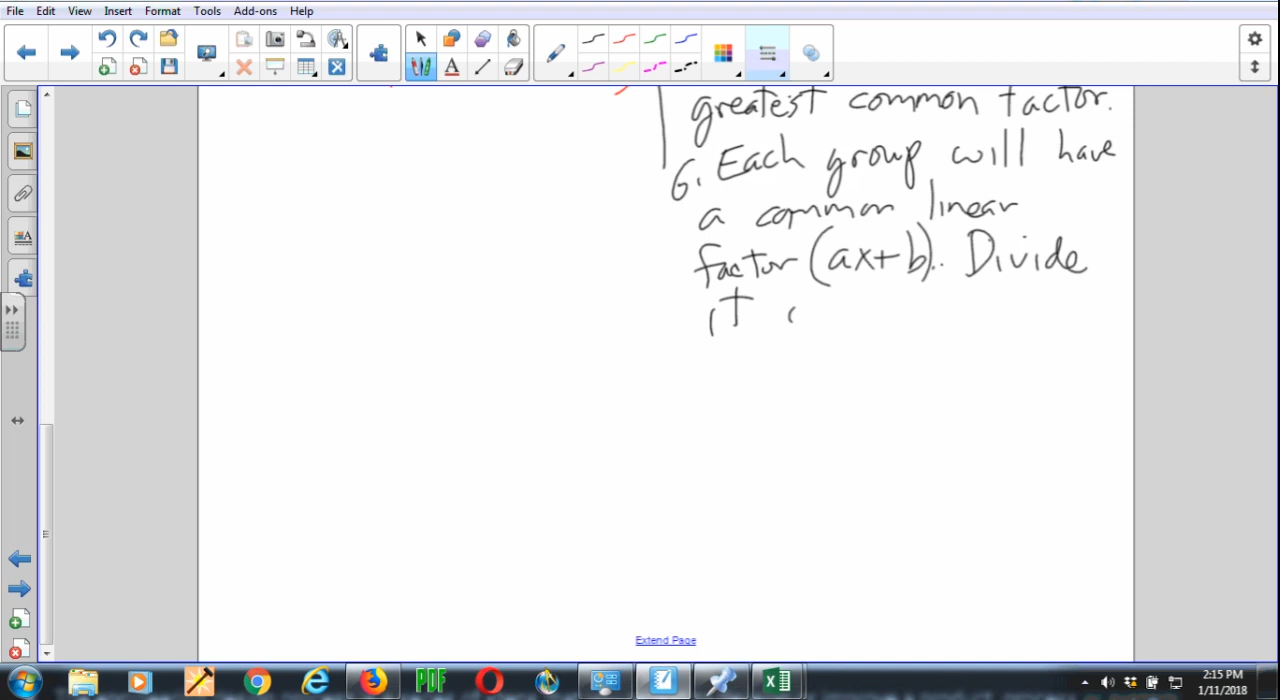 File Edit View Insert Format Tools Add-ons Help
greatest common factor.
6. Each group will have
a common linear
factor (ax+b). Divide
it
Extend Page
PDF
2:15 PM
1/11/2018